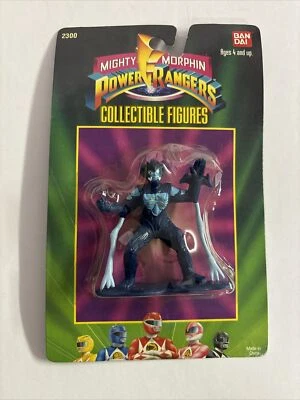 2300
BAN
DAI
Ages 4 and up
MIGHTY MORPHIN
POWER RANGERS
COLLECTIBLE FIGURES
Made in
China